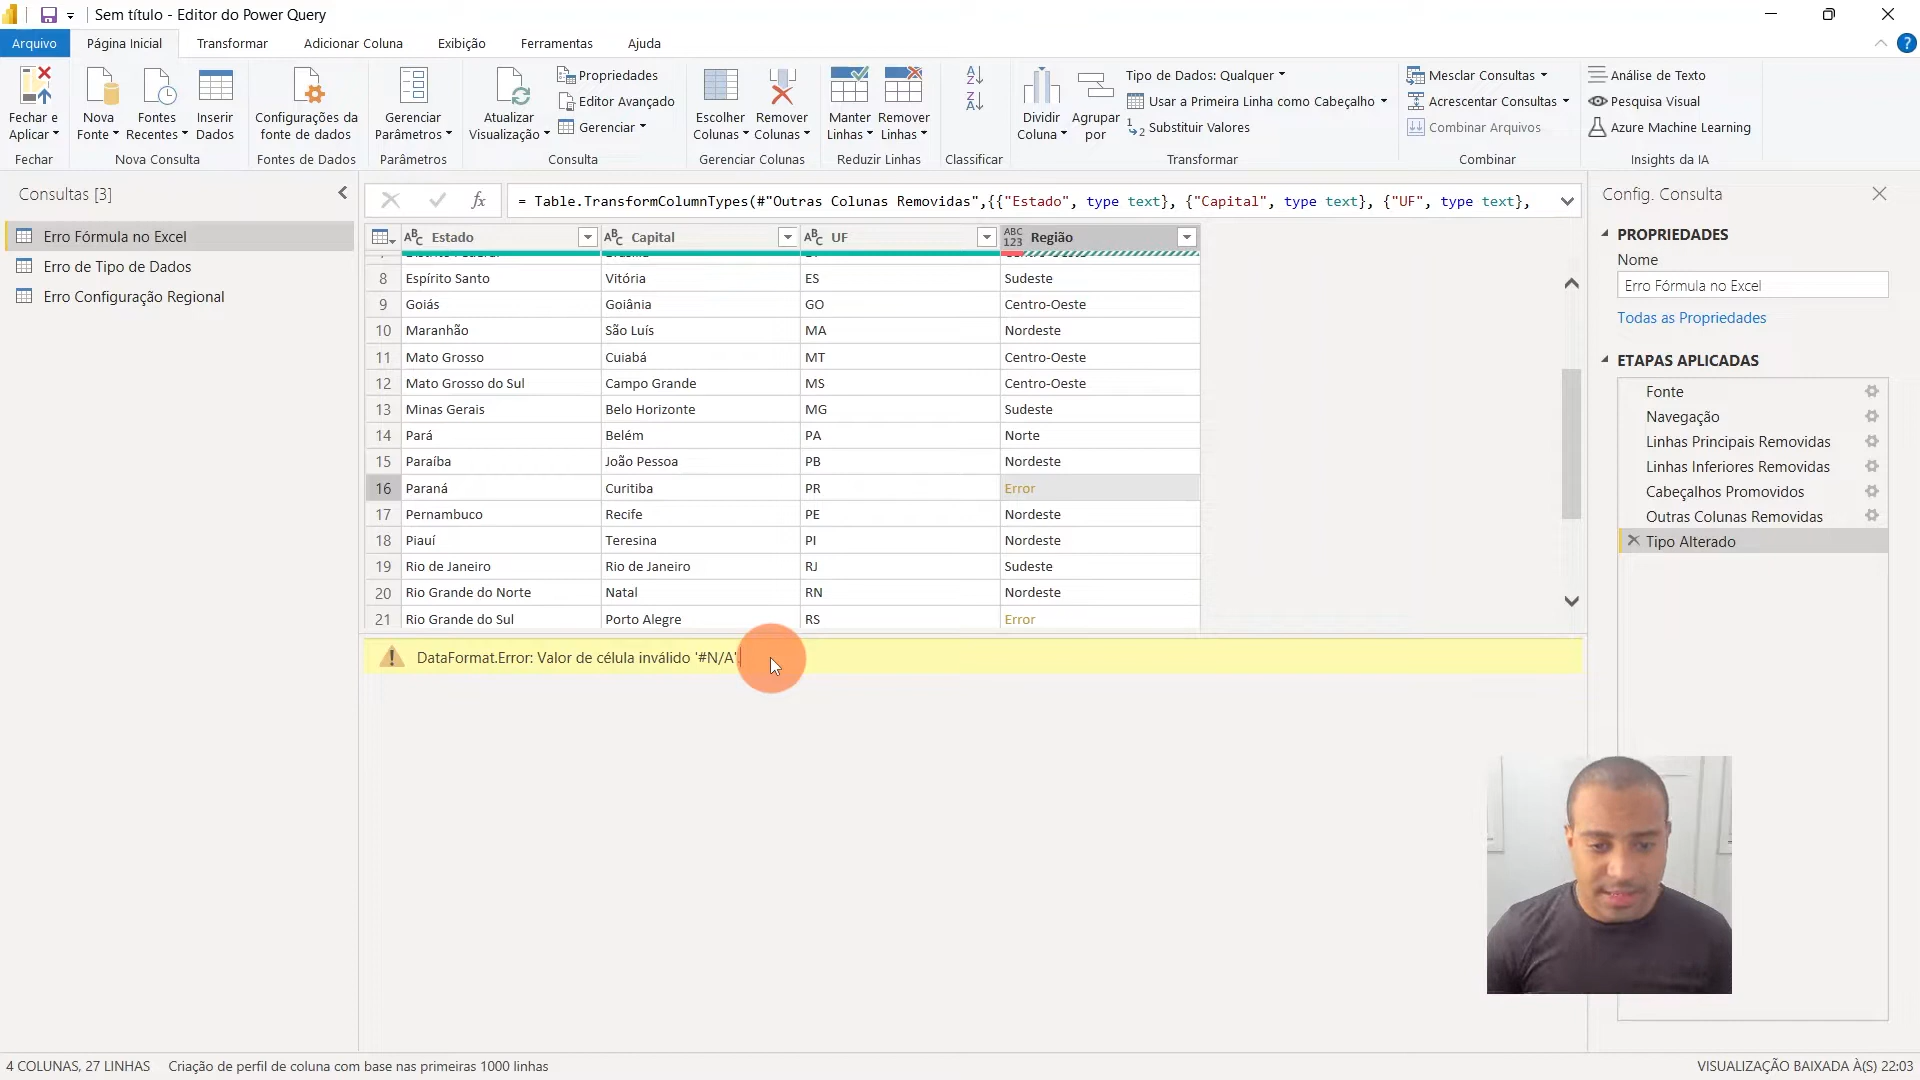 Sem título - Editor do Power Query
Arquivo
Página Inicial
Transformar
Adicionar Coluna
Exibição
Ferramentas
Ajuda
Fechar e
Aplicar
Fechar
Nova
Fonte
Fontes
Recentes
Inserir
Dados
Nova Consulta
Configurações da
fonte de dados
Fontes de Dados
Gerenciar
Parâmetros
Parâmetros
Atualizar
Visualização
Propriedades
Editor Avançado
Gerenciar
Consulta
Escolher
Colunas
Remover
Colunas
Gerenciar Colunas
Manter
Linhas
Remover
Linhas
Reduzir Linhas
Classificar
Dividir
Coluna
Agrupar
por
Tipo de Dados: Qualquer
Usar a Primeira Linha como Cabeçalho
Substituir Valores
Transformar
Mesclar Consultas
Acrescentar Consultas
Combinar Arquivos
Combinar
Análise de Texto
Pesquisa Visual
Azure Machine Learning
Insights da IA
Consultas [3]
Erro Fórmula no Excel
Erro de Tipo de Dados
Erro Configuração Regional
fx
= Table.TransformColumnTypes(#"Outras Colunas Removidas",{{"Estado", type text}, {"Capital", type text}, {"UF", type text},
ABC Estado
ABC Capital
ABC UF
ABC 123 Região
8 Espírito Santo Vitória ES Sudeste
9 Goiás Goiânia GO Centro-Oeste
10 Maranhão São Luís MA Nordeste
11 Mato Grosso Cuiabá MT Centro-Oeste
12 Mato Grosso do Sul Campo Grande MS Centro-Oeste
13 Minas Gerais Belo Horizonte MG Sudeste
14 Pará Belém PA Norte
15 Paraíba João Pessoa PB Nordeste
16 Paraná Curitiba PR Error
17 Pernambuco Recife PE Nordeste
18 Piauí Teresina PI Nordeste
19 Rio de Janeiro Rio de Janeiro RJ Sudeste
20 Rio Grande do Norte Natal RN Nordeste
21 Rio Grande do Sul Porto Alegre RS Error
DataFormat.Error: Valor de célula inválido '#N/A'.
Config. Consulta
PROPRIEDADES
Nome
Erro Fórmula no Excel
Todas as Propriedades
ETAPAS APLICADAS
Fonte
Navegação
Linhas Principais Removidas
Linhas Inferiores Removidas
Cabeçalhos Promovidos
Outras Colunas Removidas
Tipo Alterado
4 COLUNAS, 27 LINHAS
Criação de perfil de coluna com base nas primeiras 1000 linhas
VISUALIZAÇÃO BAIXADA À(S) 22:03